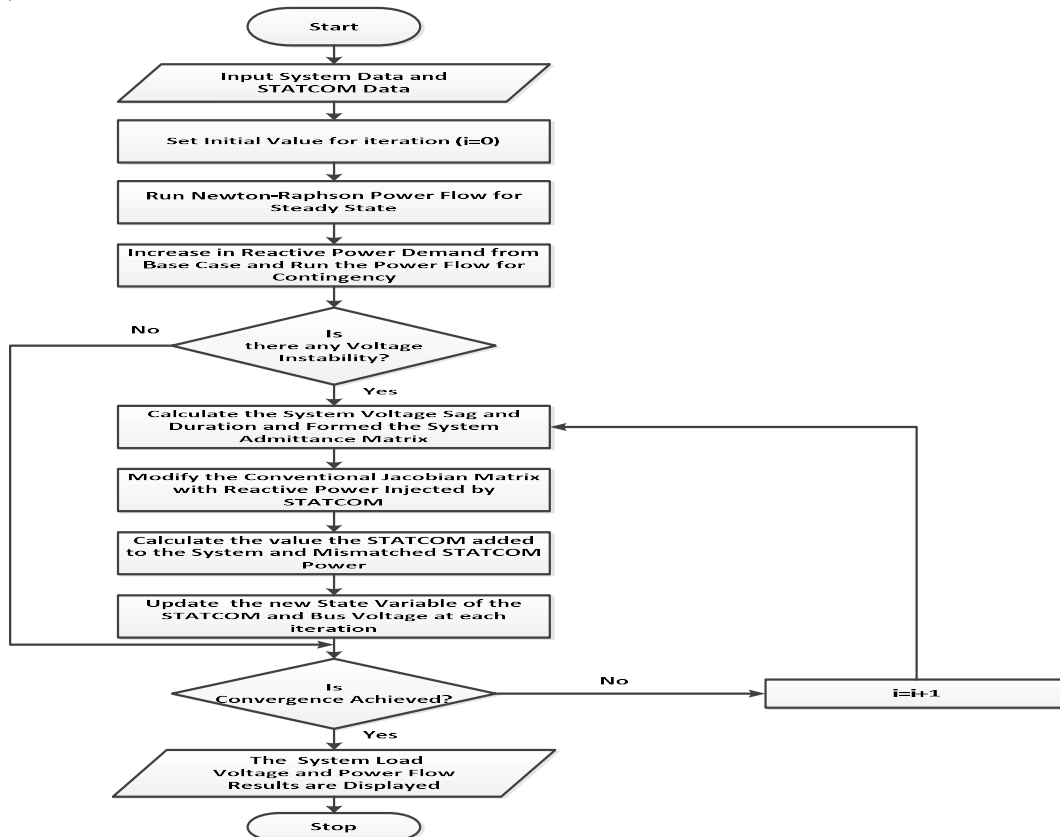 Start
Input System Data and
STATCOM Data
Set Initial Value for iteration (i=0)
Run Newton-Raphson Power Flow for
Steady State
Increase in Reactive Power Demand from
Base Case and Run the Power Flow for
Contingency
No
Is
there any Voltage
Instability?
Yes
Calculate the System Voltage Sag and
Duration and Formed the System
Admittance Matrix
Modify the Conventional Jacobian Matrix
with Reactive Power Injected by
STATCOM
Calculate the value the STATCOM added
to the System and Mismatched STATCOM
Power
Update the new State Variable of the
STATCOM and Bus Voltage at each
iteration
Is
Convergence Achieved?
No
i=i+1
Yes
The System Load
Voltage and Power Flow
Results are Displayed
Stop